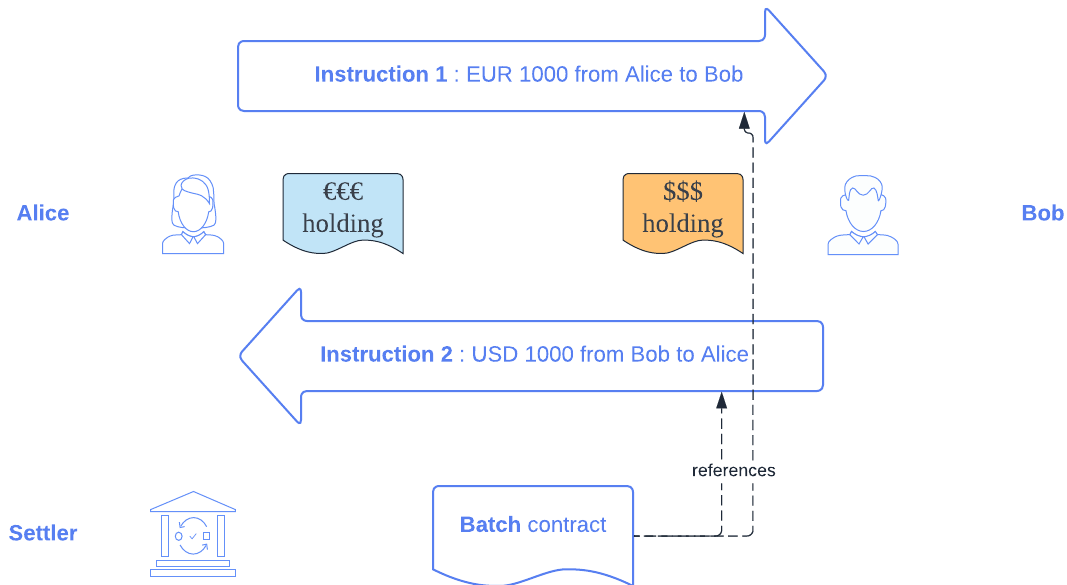 Instruction 1 : EUR 1000 from Alice to Bob
Alice
€€€
holding
$$$
holding
Bob
Instruction 2 : USD 1000 from Bob to Alice
references
Settler
Batch contract